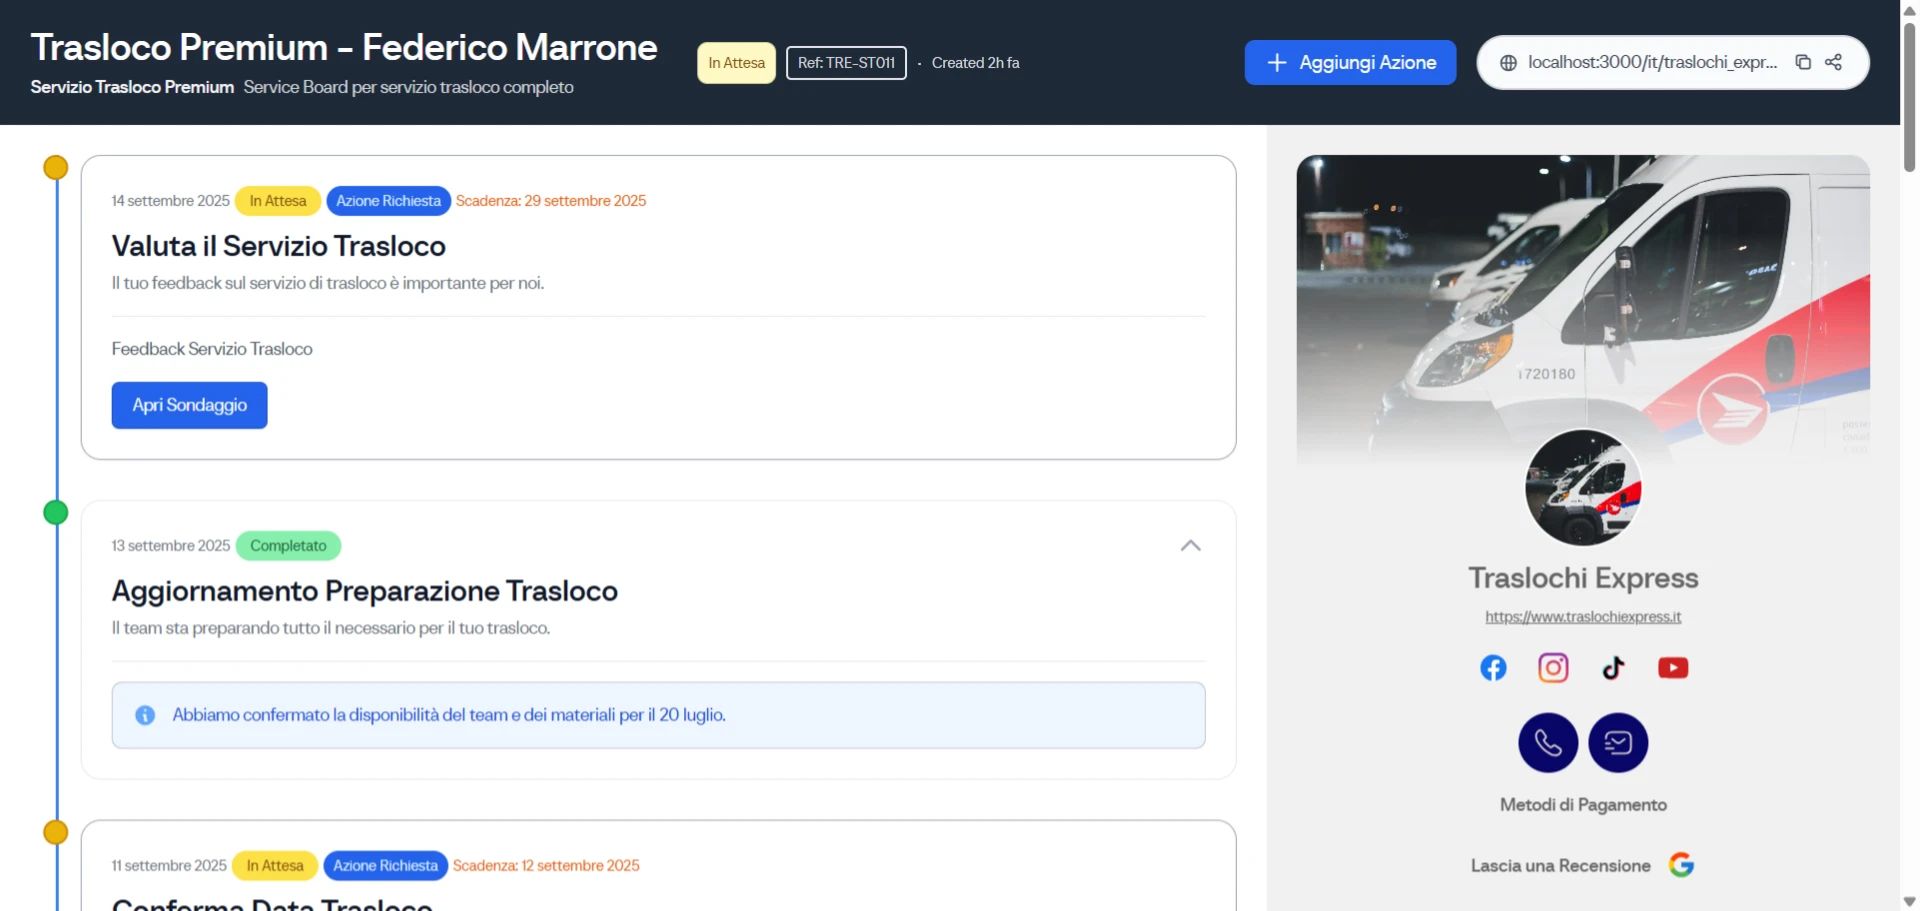 Trasloco Premium - Federico Marrone
Servizio Trasloco Premium Service Board per servizio trasloco completo
In Attesa
Ref: TRE-ST011
· Created 2h fa
Aggiungi Azione
localhost:3000/it/traslochi_expr...
14 settembre 2025 In Attesa Azione Richiesta Scadenza: 29 settembre 2025
Valuta il Servizio Trasloco
Il tuo feedback sul servizio di trasloco è importante per noi.
Feedback Servizio Trasloco
Apri Sondaggio
13 settembre 2025 Completato
Aggiornamento Preparazione Trasloco
Il team sta preparando tutto il necessario per il tuo trasloco.
Abbiamo confermato la disponibilità del team e dei materiali per il 20 luglio.
11 settembre 2025 In Attesa Azione Richiesta Scadenza: 12 settembre 2025
Conferma Data Trasloco
1720180
Traslochi Express
https://www.traslochiexpress.it
Metodi di Pagamento
Lascia una Recensione